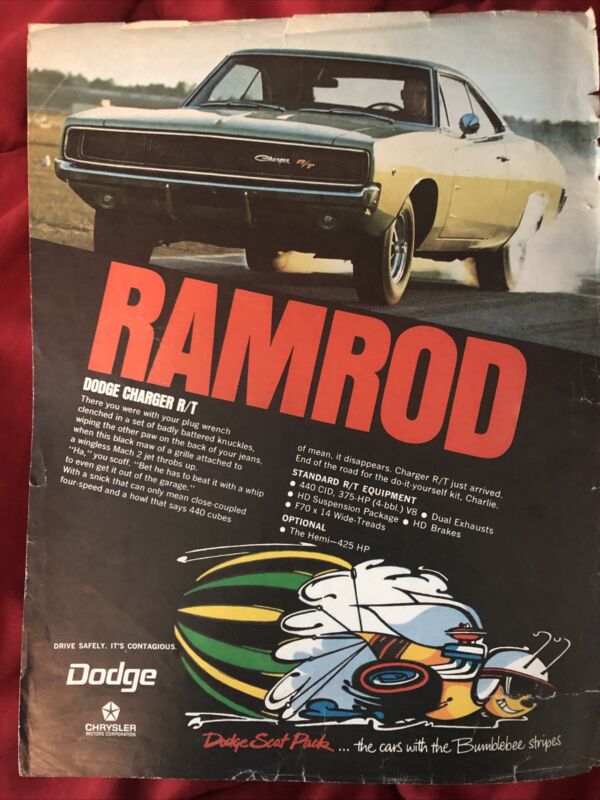 Charger R/T
RAMROD
DODGE CHARGER R/T
There you were with your plug wrench
clenched in a set of badly battered knuckles,
wiping the other paw on the back of your jeans,
when this black maw of a grille attached to
a wingless Mach 2 jet throbs up.
"Ha," you scoff. "Bet he has to beat it with a whip
to even get it out of the garage."
With a snick that can only mean close-coupled
four-speed and a howl that says 440 cubes
of mean, it disappears. Charger R/T just arrived.
End of the road for the do-it-yourself kit, Charlie.
STANDARD R/T EQUIPMENT
• 440 CID, 375-HP (4-bbl.) V8 • Dual Exhausts
• HD Suspension Package • HD Brakes
• F70 x 14 Wide-Treads
OPTIONAL
• The Hemi—425 HP
DRIVE SAFELY. IT'S CONTAGIOUS.
Dodge
CHRYSLER
MOTORS CORPORATION
Dodge Scat Pack ... the cars with the Bumblebee stripes